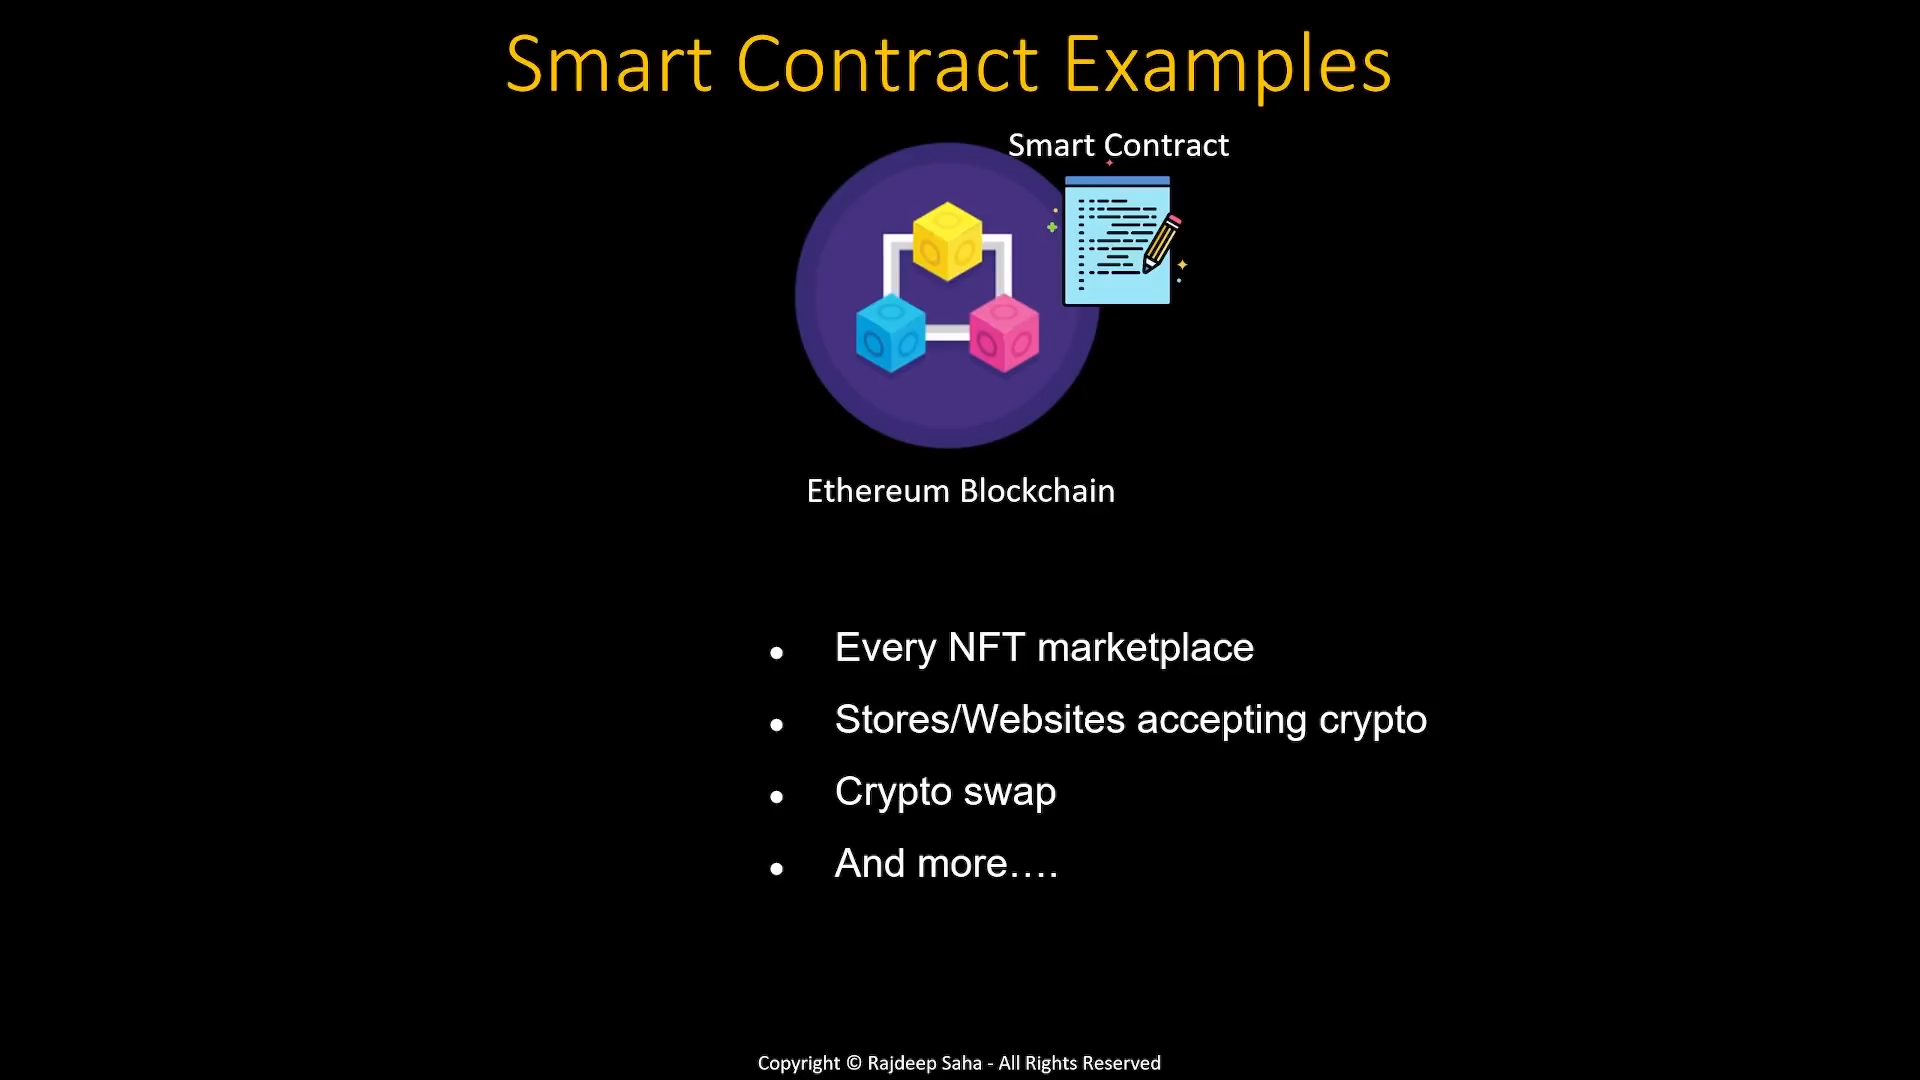 Smart Contract Examples
Smart Contract
Ethereum Blockchain
● Every NFT marketplace
● Stores/Websites accepting crypto
● Crypto swap
● And more….
Copyright © Rajdeep Saha - All Rights Reserved